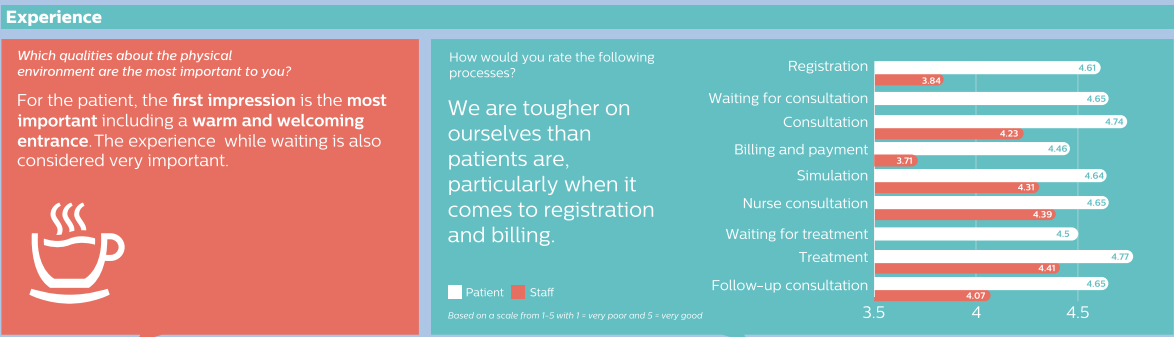 Experience
Which qualities about the physical
environment are the most important to you?
For the patient, the first impression is the most
important including a warm and welcoming
entrance. The experience while waiting is also
considered very important.
How would you rate the following
processes?
We are tougher on
ourselves than
patients are,
particularly when it
comes to registration
and billing.
Patient Staff
Based on a scale from 1-5 with 1 = very poor and 5 = very good
Registration 4.61
3.84
Waiting for consultation 4.65
Consultation 4.74
4.23
Billing and payment 4.46
3.71
Simulation 4.64
4.31
Nurse consultation 4.65
4.39
Waiting for treatment 4.5
Treatment 4.77
4.41
Follow-up consultation 4.65
4.07
3.5 4 4.5